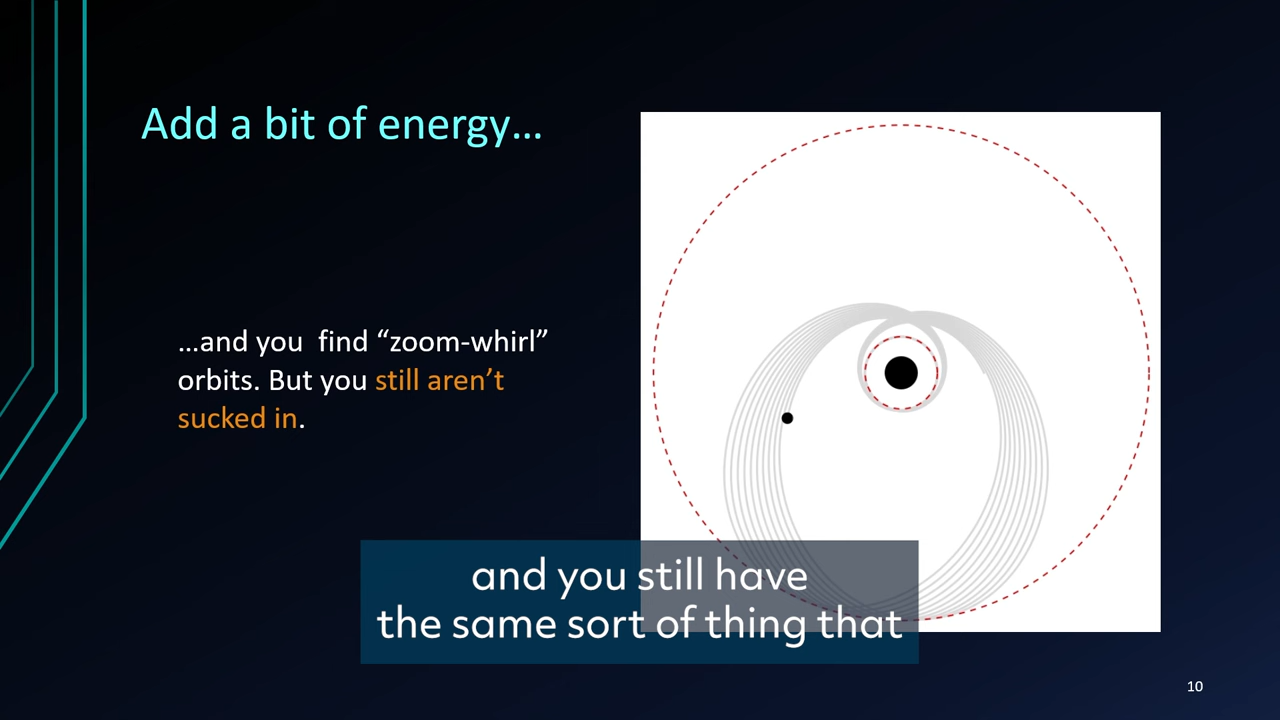 Add a bit of energy…
…and you  find “zoom-whirl”
orbits. But you still aren’t
sucked in.
and you still have
the same sort of thing that
10